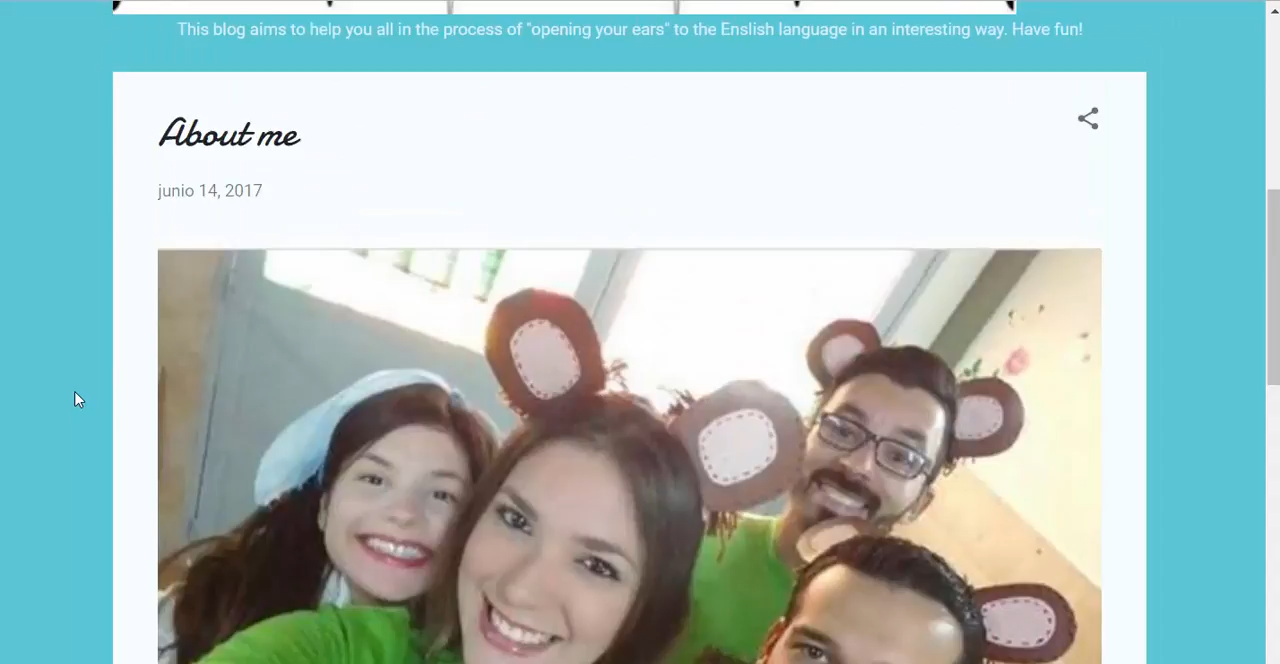 This blog aims to help you all in the process of "opening your ears" to the Enslish language in an interesting way. Have fun!
About me
junio 14, 2017